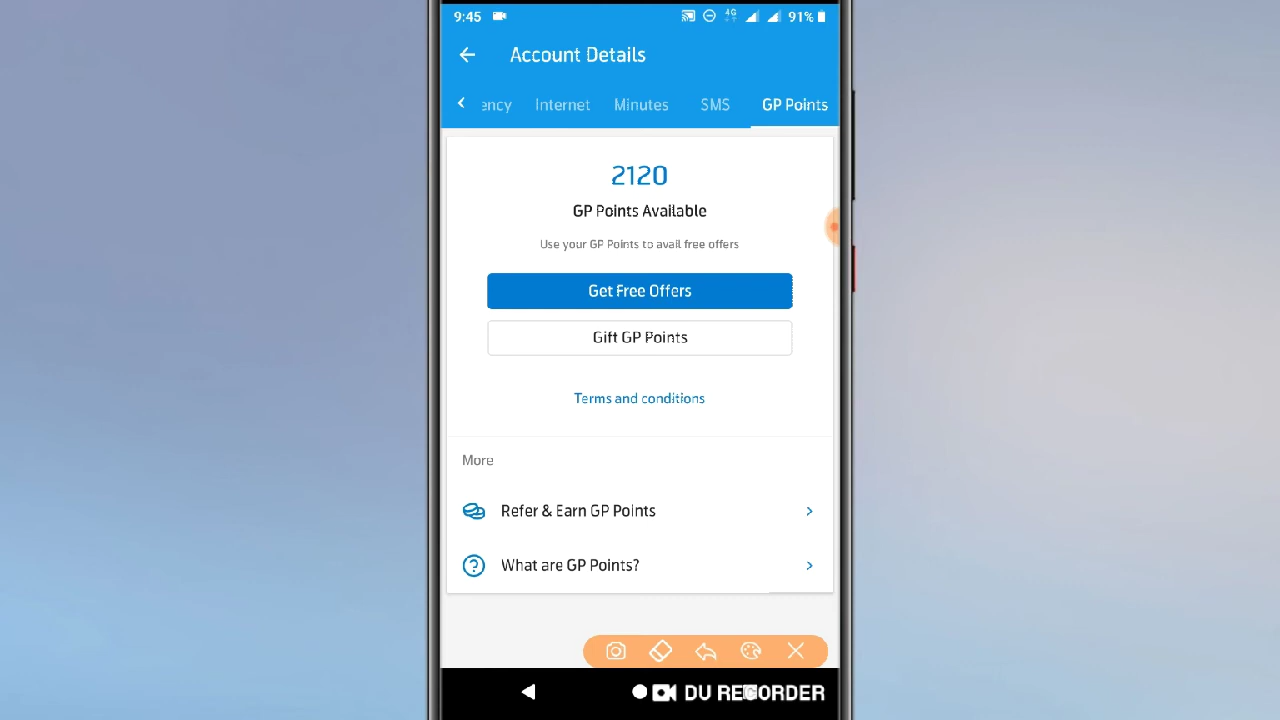 9:45 4G 91%
Account Details
ency Internet Minutes SMS GP Points
2120
GP Points Available
Use your GP Points to avail free offers
Get Free Offers
Gift GP Points
Terms and conditions
More
Refer & Earn GP Points
What are GP Points?
DU RECORDER